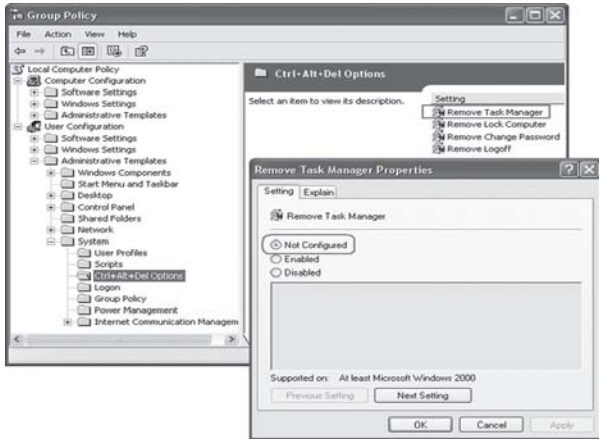 Group Policy
File Action View Help
Local Computer Policy
Computer Configuration
Software Settings
Windows Settings
Administrative Templates
User Configuration
Software Settings
Windows Settings
Administrative Templates
Windows Components
Start Menu and Taskbar
Desktop
Control Panel
Shared Folders
Network
System
User Profiles
Scripts
Ctrl+Alt+Del Options
Logon
Group Policy
Power Management
Internet Communication Managem
Ctrl+Alt+Del Options
Select an item to view its description.
Setting
Remove Task Manager
Remove Lock Computer
Remove Change Password
Remove Logoff
Remove Task Manager Properties
Setting Explain
Remove Task Manager
Not Configured
Enabled
Disabled
Supported on: At least Microsoft Windows 2000
Previous Setting Next Setting
OK Cancel Apply